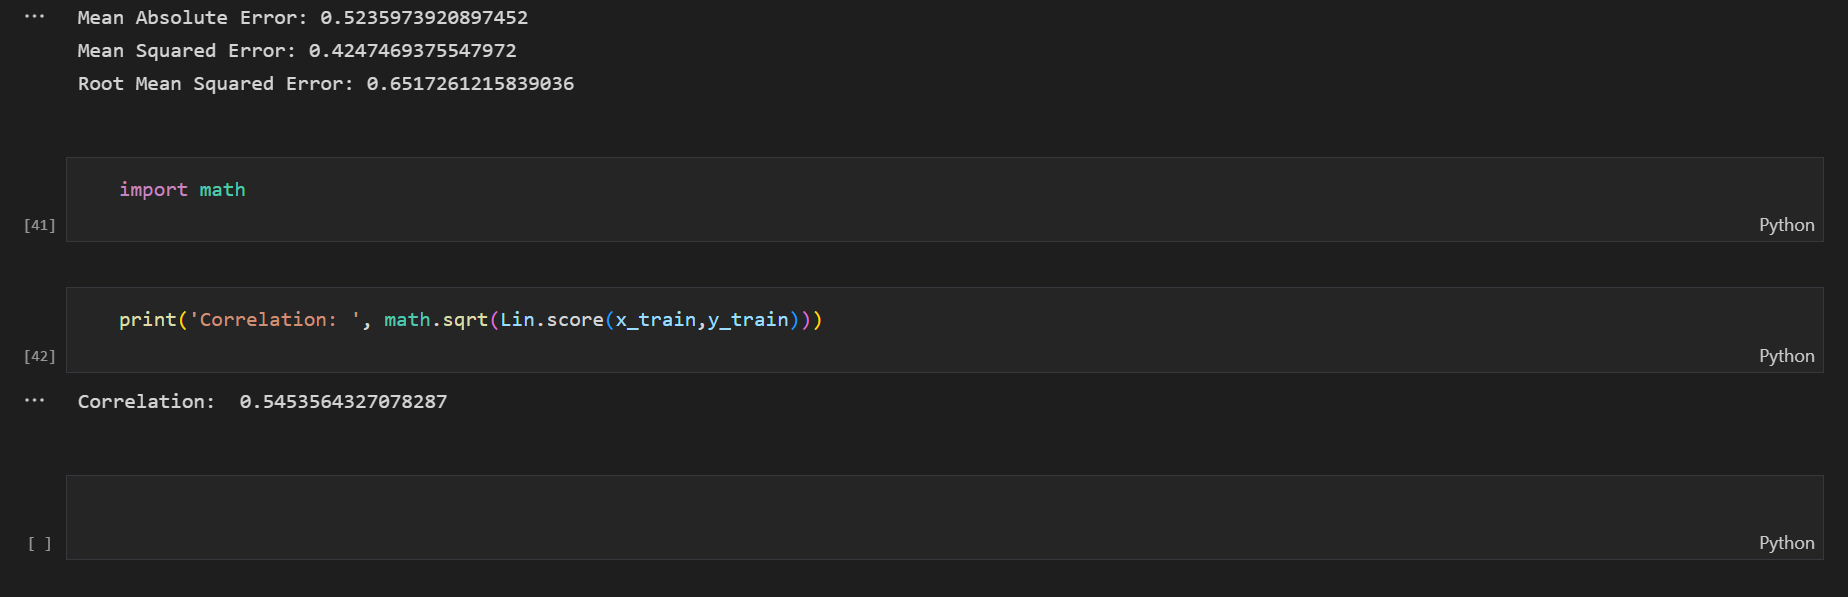 ... Mean Absolute Error: 0.5235973920897452
Mean Squared Error: 0.4247469375547972
Root Mean Squared Error: 0.6517261215839036
import math
[41] Python
print('Correlation: ', math.sqrt(Lin.score(x_train,y_train)))
[42] Python
... Correlation:  0.5453564327078287
[ ] Python